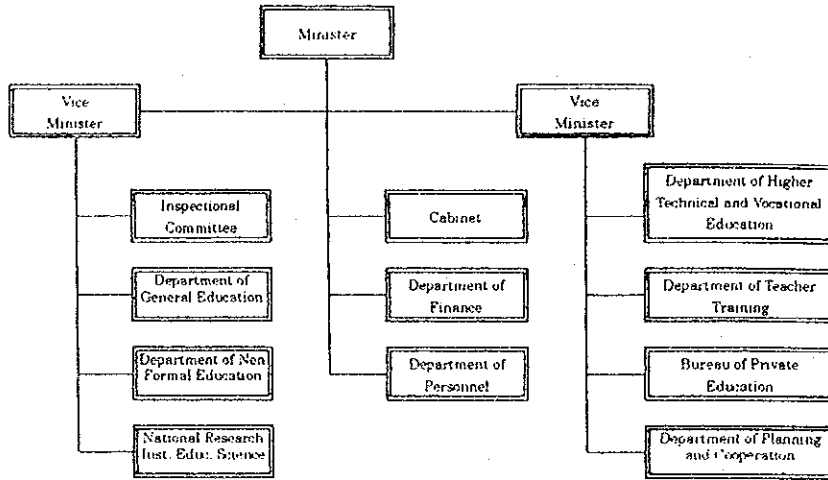 Minister
Vice
Minister
Vice
Minister
Inspectional
Committee
Department of
General Education
Department of Non
Formal Education
National Research
Inst. Educ. Science
Cabinet
Department of
Finance
Department of
Personnel
Department of Higher
Technical and Vocational
Education
Department of Teacher
Training
Bureau of Private
Education
Department of Planning
and Cooperation